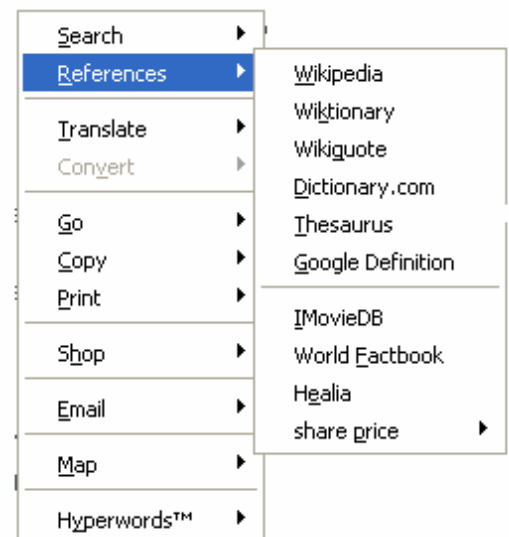 Search
References
Translate
Convert
Go
Copy
Print
Shop
Email
Map
Hyperwords™
Wikipedia
Wiktionary
Wikiquote
Dictionary.com
Thesaurus
Google Definition
IMovieDB
World Factbook
Healia
share price